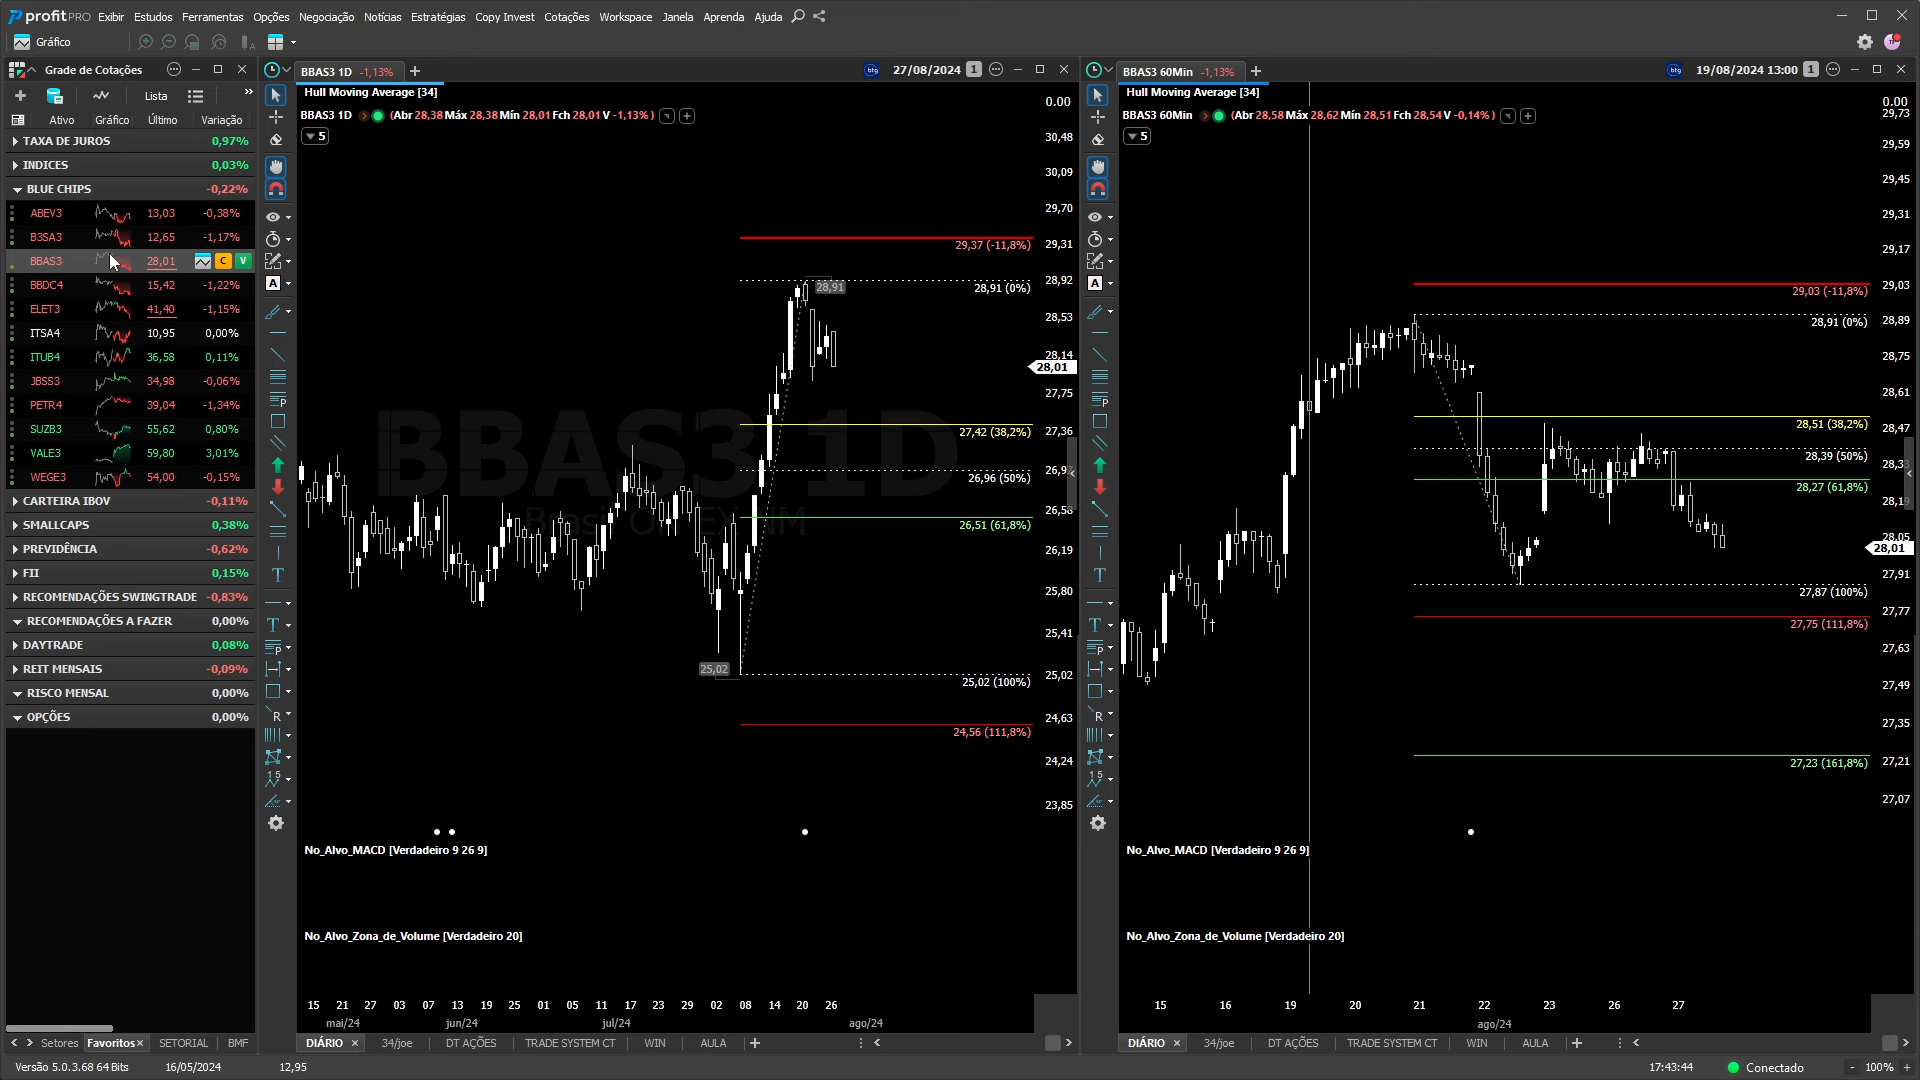 profit PRO Exibir Estudos Ferramentas Opções Negociação Notícias Estratégias Copy Invest Cotações Workspace Janela Aprenda Ajuda
Gráfico
Grade de Cotações
Lista
»
Ativo Gráfico Último Variação
TAXA DE JUROS 0,97%
INDICES 0,03%
BLUE CHIPS -0,22%
ABEV3 13,03 -0,38%
B3SA3 12,65 -1,17%
BBAS3 28,01 C V
BBDC4 15,42 -1,22%
ELET3 41,40 -1,15%
ITSA4 10,95 0,00%
ITUB4 36,58 0,11%
JBSS3 34,98 -0,06%
PETR4 39,04 -1,34%
SUZB3 55,62 0,80%
VALE3 59,80 3,01%
WEGE3 54,00 -0,15%
CARTEIRA IBOV -0,11%
SMALLCAPS 0,38%
PREVIDÊNCIA -0,62%
FII 0,15%
RECOMENDAÇÕES SWINGTRADE -0,83%
RECOMENDAÇÕES A FAZER 0,00%
DAYTRADE 0,08%
REIT MENSAIS -0,09%
RISCO MENSAL 0,00%
OPÇÕES 0,00%
Setores Favoritos SETORIAL BMF
BBAS3 1D -1,13%
btg 27/08/2024 1
Hull Moving Average [34]
BBAS3 1D (Abr 28,38 Máx 28,38 Mín 28,01 Fch 28,01 V -1,13% )
5
BBAS3 1D
29,37 (-11,8%)
28,91 (0%)
28,91
27,42 (38,2%)
26,96 (50%)
26,51 (61,8%)
25,02
25,02 (100%)
24,56 (111,8%)
0.00
30,48
30,09
29,70
29,31
28,92
28,53
28,14
28,01
27,75
27,36
26,97
26,58
26,19
25,80
25,41
25,02
24,63
24,24
23,85
No_Alvo_MACD [Verdadeiro 9 26 9]
No_Alvo_Zona_de_Volume [Verdadeiro 20]
15 21 27 03 07 13 19 25 01 05 11 17 23 29 02 08 14 20 26
mai/24 jun/24 jul/24 ago/24
DIÁRIO 34/joe DT AÇÕES TRADE SYSTEM CT WIN AULA
BBAS3 60Min -1,13%
btg 19/08/2024 13:00 1
Hull Moving Average [34]
BBAS3 60Min (Abr 28,58 Máx 28,62 Mín 28,51 Fch 28,54 V -0,14% )
5
29,03 (-11,8%)
28,91 (0%)
28,51 (38,2%)
28,39 (50%)
28,27 (61,8%)
27,87 (100%)
27,75 (111,8%)
27,23 (161,8%)
0.00
29,73
29,59
29,45
29,31
29,17
29,03
28,89
28,75
28,61
28,47
28,33
28,19
28,05
28,01
27,91
27,77
27,63
27,49
27,35
27,21
27,07
No_Alvo_MACD [Verdadeiro 9 26 9]
No_Alvo_Zona_de_Volume [Verdadeiro 20]
15 16 19 20 21 22 23 26 27
ago/24
DIÁRIO 34/joe DT AÇÕES TRADE SYSTEM CT WIN AULA
Versão 5.0.3.68 64 Bits 16/05/2024 12,95 17:43:44 Conectado - 100% +